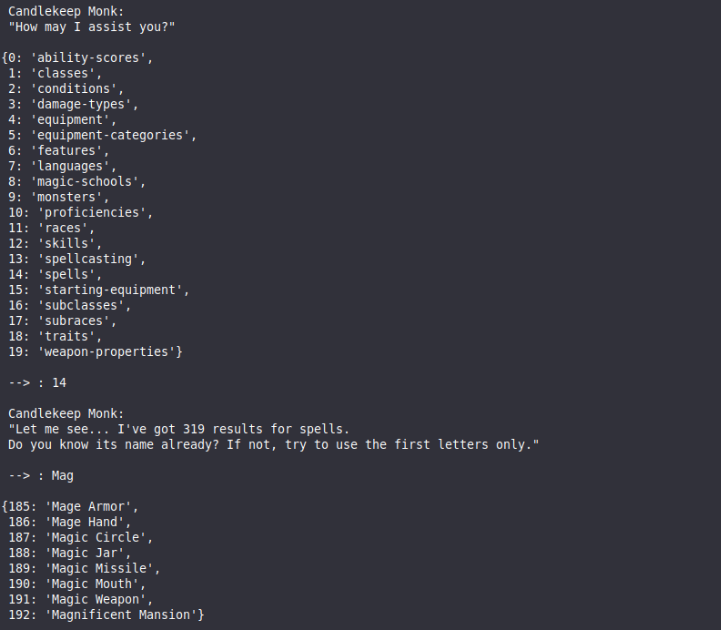 Candlekeep Monk:
"How may I assist you?"
{0: 'ability-scores',
1: 'classes',
2: 'conditions',
3: 'damage-types',
4: 'equipment',
5: 'equipment-categories',
6: 'features',
7: 'languages',
8: 'magic-schools',
9: 'monsters',
10: 'proficiencies',
11: 'races',
12: 'skills',
13: 'spellcasting',
14: 'spells',
15: 'starting-equipment',
16: 'subclasses',
17: 'subraces',
18: 'traits',
19: 'weapon-properties'}
--> : 14
Candlekeep Monk:
"Let me see... I've got 319 results for spells.
Do you know its name already? If not, try to use the first letters only."
--> : Mag
{185: 'Mage Armor',
186: 'Mage Hand',
187: 'Magic Circle',
188: 'Magic Jar',
189: 'Magic Missile',
190: 'Magic Mouth',
191: 'Magic Weapon',
192: 'Magnificent Mansion'}